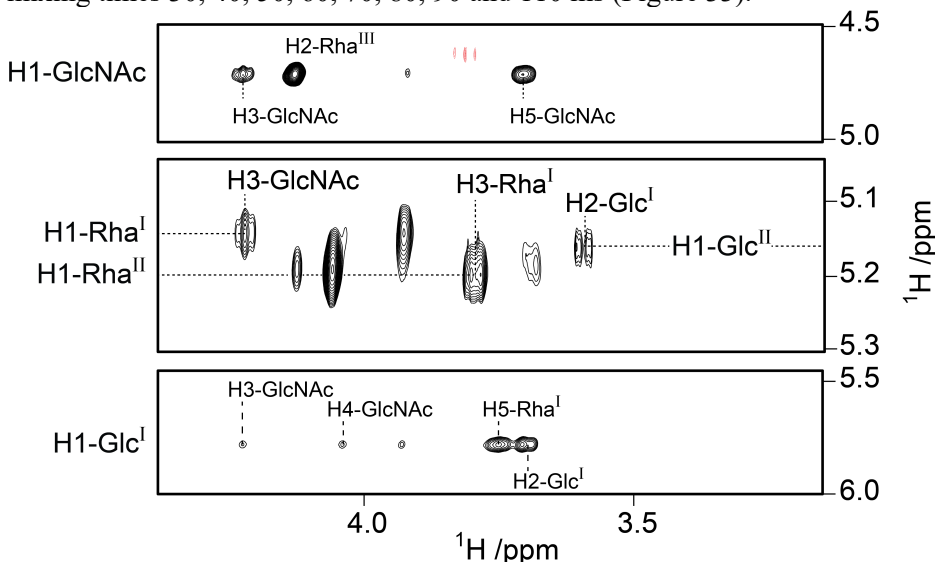 mixing times 30, 40, 50, 60, 70, 80, 90 and 110 ms (Figure S5).
4.5
H2-Rha^III
H1-GlcNAc
H3-GlcNAc
H5-GlcNAc
5.0
H3-GlcNAc
H3-Rha^I
5.1
H2-Glc^I
H1-Rha^I
H1-Glc^II
H1-Rha^II
5.2
¹H /ppm
5.3
5.5
H3-GlcNAc
H4-GlcNAc
H5-Rha^I
H1-Glc^I
H2-Glc^I
6.0
4.0
3.5
¹H /ppm